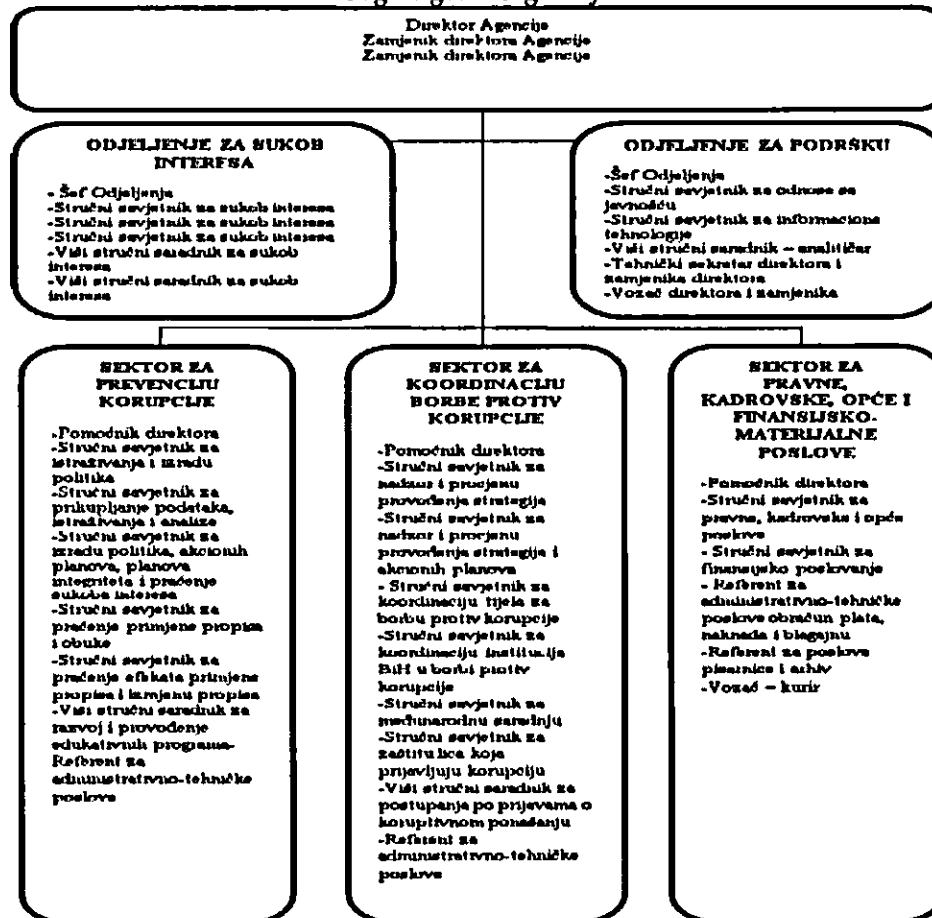 Direktor Agencije
Zamjenik direktora Agencije
Zamjenik direktora Agencije
ODJELJENJE ZA SUKOB
INTERESA
- Šef Odjeljenja
-Stručni savjetnik za sukob interesa
-Stručni savjetnik za sukob interesa
-Stručni savjetnik za sukob interesa
-Viši stručni saradnik za sukob
interesa
-Viši stručni saradnik za sukob
interesa
ODJELJENJE ZA PODRŠKU
-Šef Odjeljenja
-Stručni savjetnik za odnose sa
javnošću
-Stručni savjetnik za informacione
tehnologije
-Viši stručni saradnik – analitičar
-Tehnički sekretar direktora i
zamjenika direktora
-Vozač direktora i zamjenika
SEKTOR ZA
PREVENCIJU
KORUPCIJE
-Pomoćnik direktora
-Stručni savjetnik za
istraživanja i izradu
politika
-Stručni savjetnik za
prikupljanje podataka,
istraživanja i analize
-Stručni savjetnik za
izradu politika, akcionih
planova, planova
integriteta i praćenje
sukoba interesa
-Stručni savjetnik za
praćenje primjene propisa
i obuke
-Stručni savjetnik za
praćenje efekata primjene
propisa i izmjenu propisa
-Viši stručni saradnik za
razvoj i provođenje
edukativnih programa-
Referent za
administrativno-tehničke
poslove
SEKTOR ZA
KOORDINACIJU
BORBE PROTIV
KORUPCIJE
-Pomoćnik direktora
-Stručni savjetnik za
nadzor i procjenu
provođenja strategija
-Stručni savjetnik za
nadzor i procjenu
provođenja strategija i
akcionih planova
- Stručni savjetnik za
koordinaciju tijela za
borbu protiv korupcije
-Stručni savjetnik za
koordinaciju institucija
BiH u borbi protiv
korupcije
-Stručni savjetnik za
međunarodnu saradnju
-Stručni savjetnik za
zaštitu lica koja
prijavljuju korupciju
-Viši stručni saradnik za
postupanja po prijavama o
koruptivnom ponašanju
-Referent za
administrativno-tehničke
poslove
SEKTOR ZA
PRAVNE,
KADROVSKE, OPĆE I
FINANSIJSKO-
MATERIJALNE
POSLOVE
-Pomoćnik direktora
-Stručni savjetnik za
pravne, kadrovske i opće
poslove
- Stručni savjetnik za
finansijsko poslovanje
- Referent za
administrativno-tehničke
poslove obračun plata,
naknada i blagajnu
-Referent za poslove
pisarnice i arhiv
-Vozač – kurir